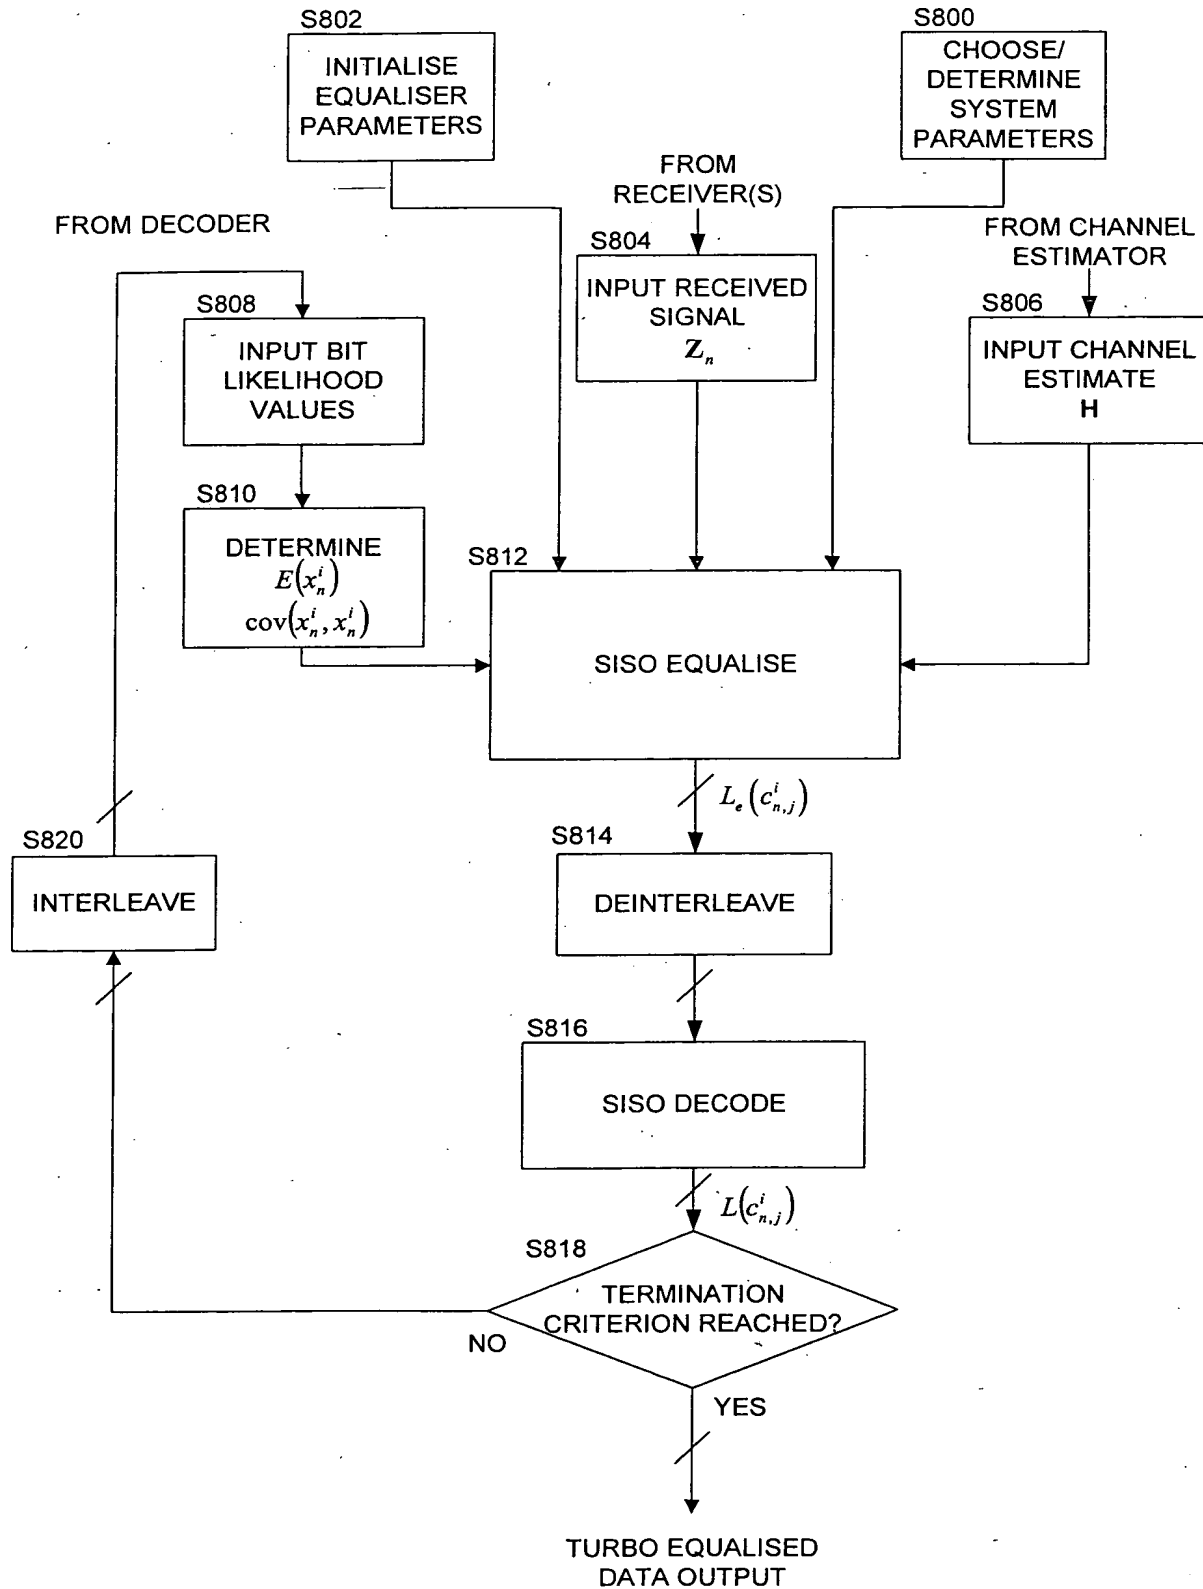 S802
INITIALISE
EQUALISER
PARAMETERS
S800
CHOOSE/
DETERMINE
SYSTEM
PARAMETERS
FROM
RECEIVER(S)
FROM DECODER
FROM CHANNEL
ESTIMATOR
S804
INPUT RECEIVED
SIGNAL
Z_n
S808
INPUT BIT
LIKELIHOOD
VALUES
S806
INPUT CHANNEL
ESTIMATE
H
S810
DETERMINE
E(x_n^i)
cov(x_n^i, x_n^i)
S812
SISO EQUALISE
L_e(c_{n,j}^i)
S820
INTERLEAVE
S814
DEINTERLEAVE
S816
SISO DECODE
L(c_{n,j}^i)
S818
TERMINATION
CRITERION REACHED?
NO
YES
TURBO EQUALISED
DATA OUTPUT